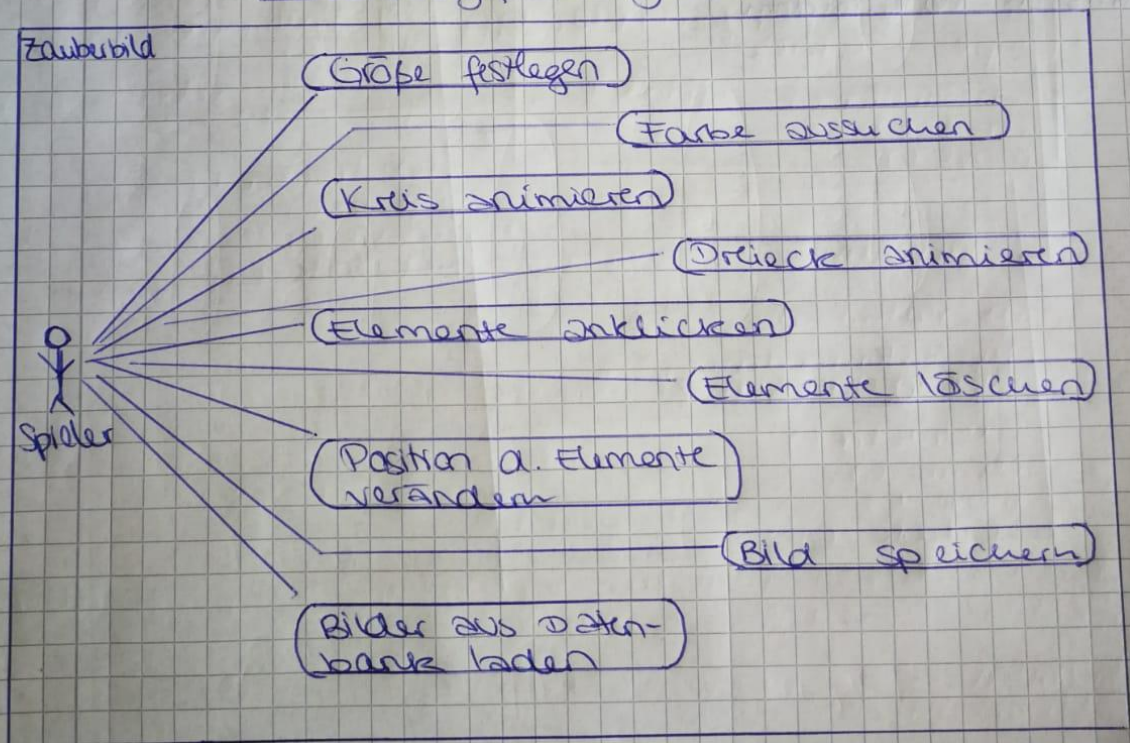 Zauberbild
Größe festlegen
Farbe aussuchen
Kreis animieren
Dreieck animieren
Elemente anklicken
Elemente löschen
Spieler
Position d. Elemente
verändern
Bild speichern
Bilder aus Daten-
bank laden